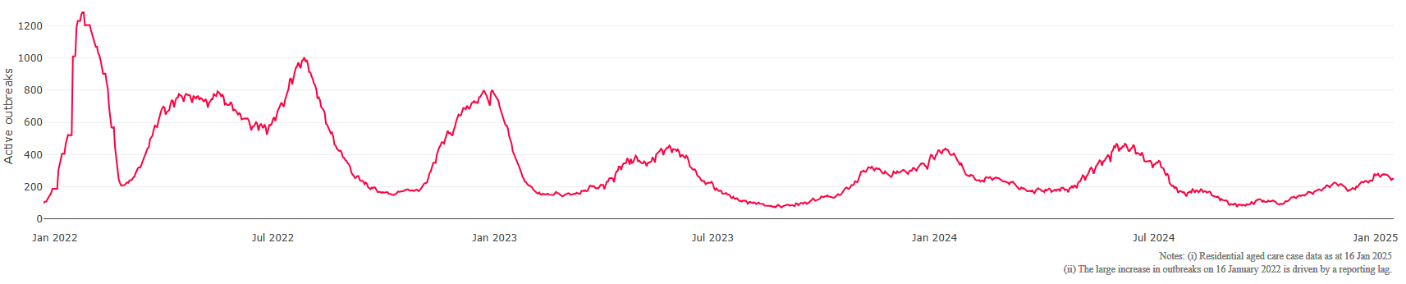 Active outbreaks
1200
1000
800
600
400
200
0
Jan 2022 Jul 2022 Jan 2023 Jul 2023 Jan 2024 Jul 2024 Jan 2025
Notes: (i) Residential aged care case data as at 16 Jan 2025
(ii) The large increase in outbreaks on 16 January 2022 is driven by a reporting lag.